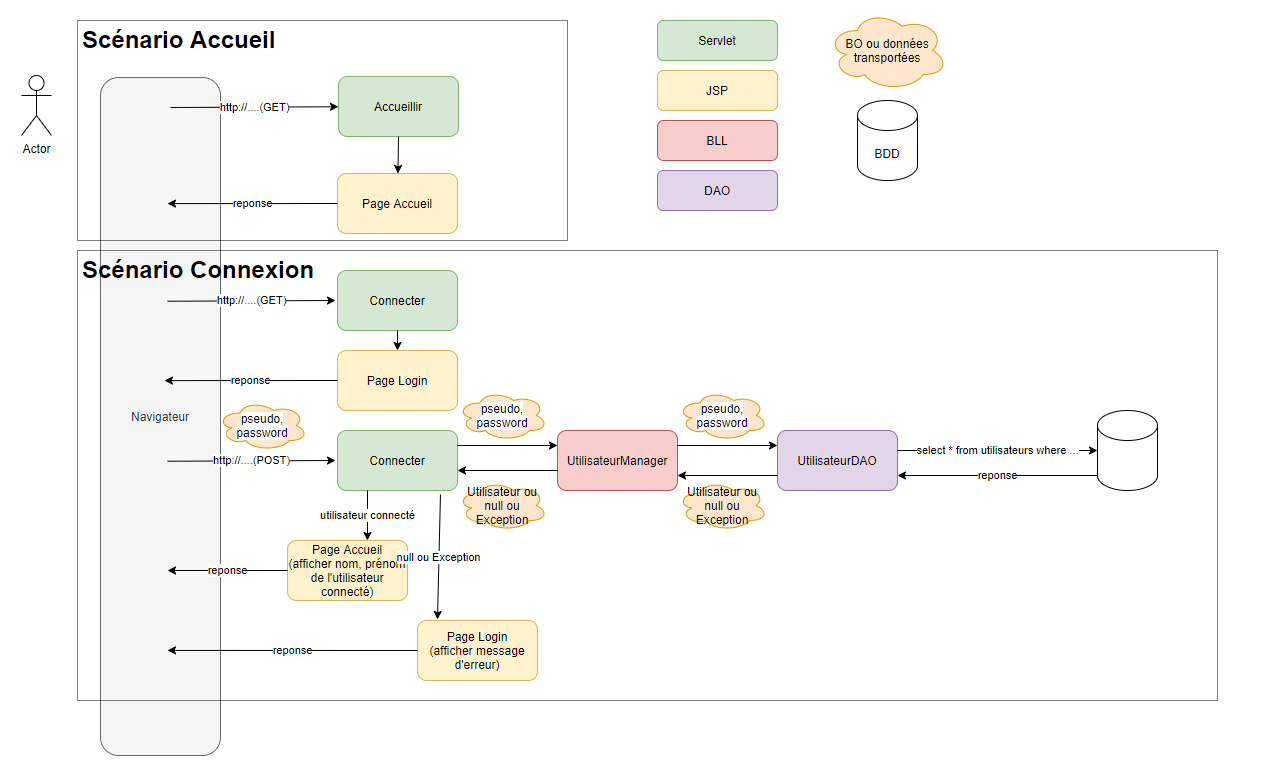 Scénario Accueil
Actor
http://....(GET)
Accueillir
reponse
Page Accueil
Servlet
JSP
BLL
DAO
BO ou données
transportées
BDD
Scénario Connexion
http://....(GET)
Connecter
reponse
Page Login
Navigateur
pseudo,
password
http://....(POST)
Connecter
pseudo,
password
Utilisateur ou
null ou
Exception
UtilisateurManager
pseudo,
password
Utilisateur ou
null ou
Exception
UtilisateurDAO
select * from utilisateurs where ...
reponse
utilisateur connecté
null ou Exception
reponse
Page Accueil
(afficher nom, prénom
de l'utilisateur
connecté)
reponse
Page Login
(afficher message
d'erreur)